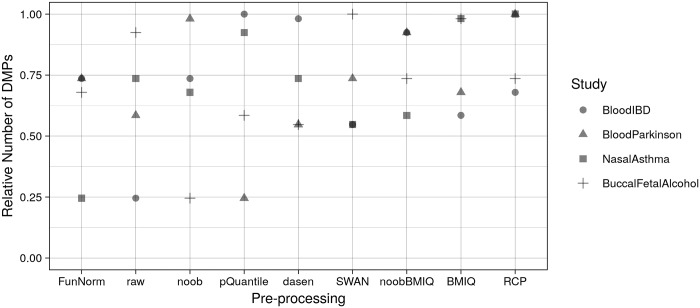 Relative Number of DMPs
1.00
0.75
0.50
0.25
0.00
FunNorm raw noob pQuantile dasen SWAN noobBMIQ BMIQ RCP
Pre-processing
Study
BloodIBD
BloodParkinson
NasalAsthma
BuccalFetalAlcohol